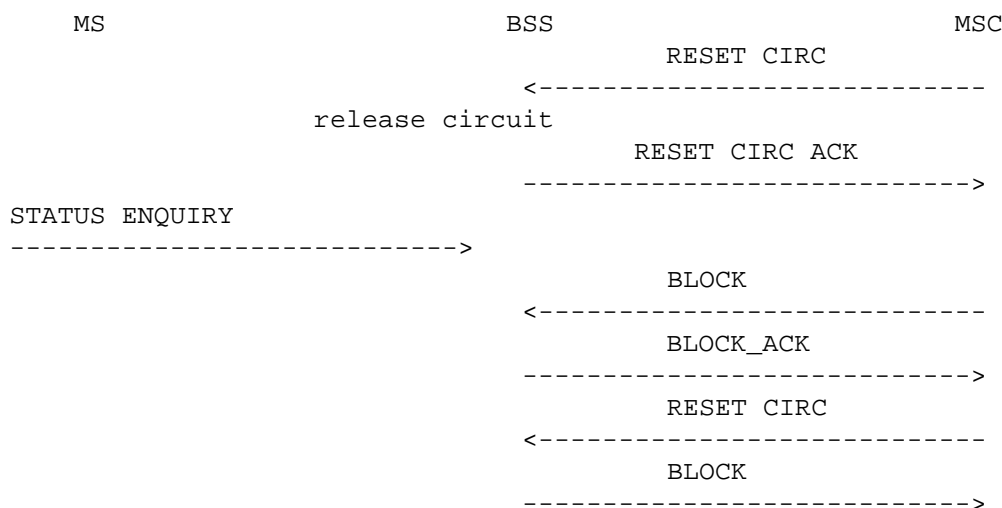 MS BSS MSC
RESET CIRC
<----------------------------
release circuit
RESET CIRC ACK
---------------------------->
STATUS ENQUIRY
---------------------------->
BLOCK
<----------------------------
BLOCK_ACK
---------------------------->
RESET CIRC
<----------------------------
BLOCK
---------------------------->